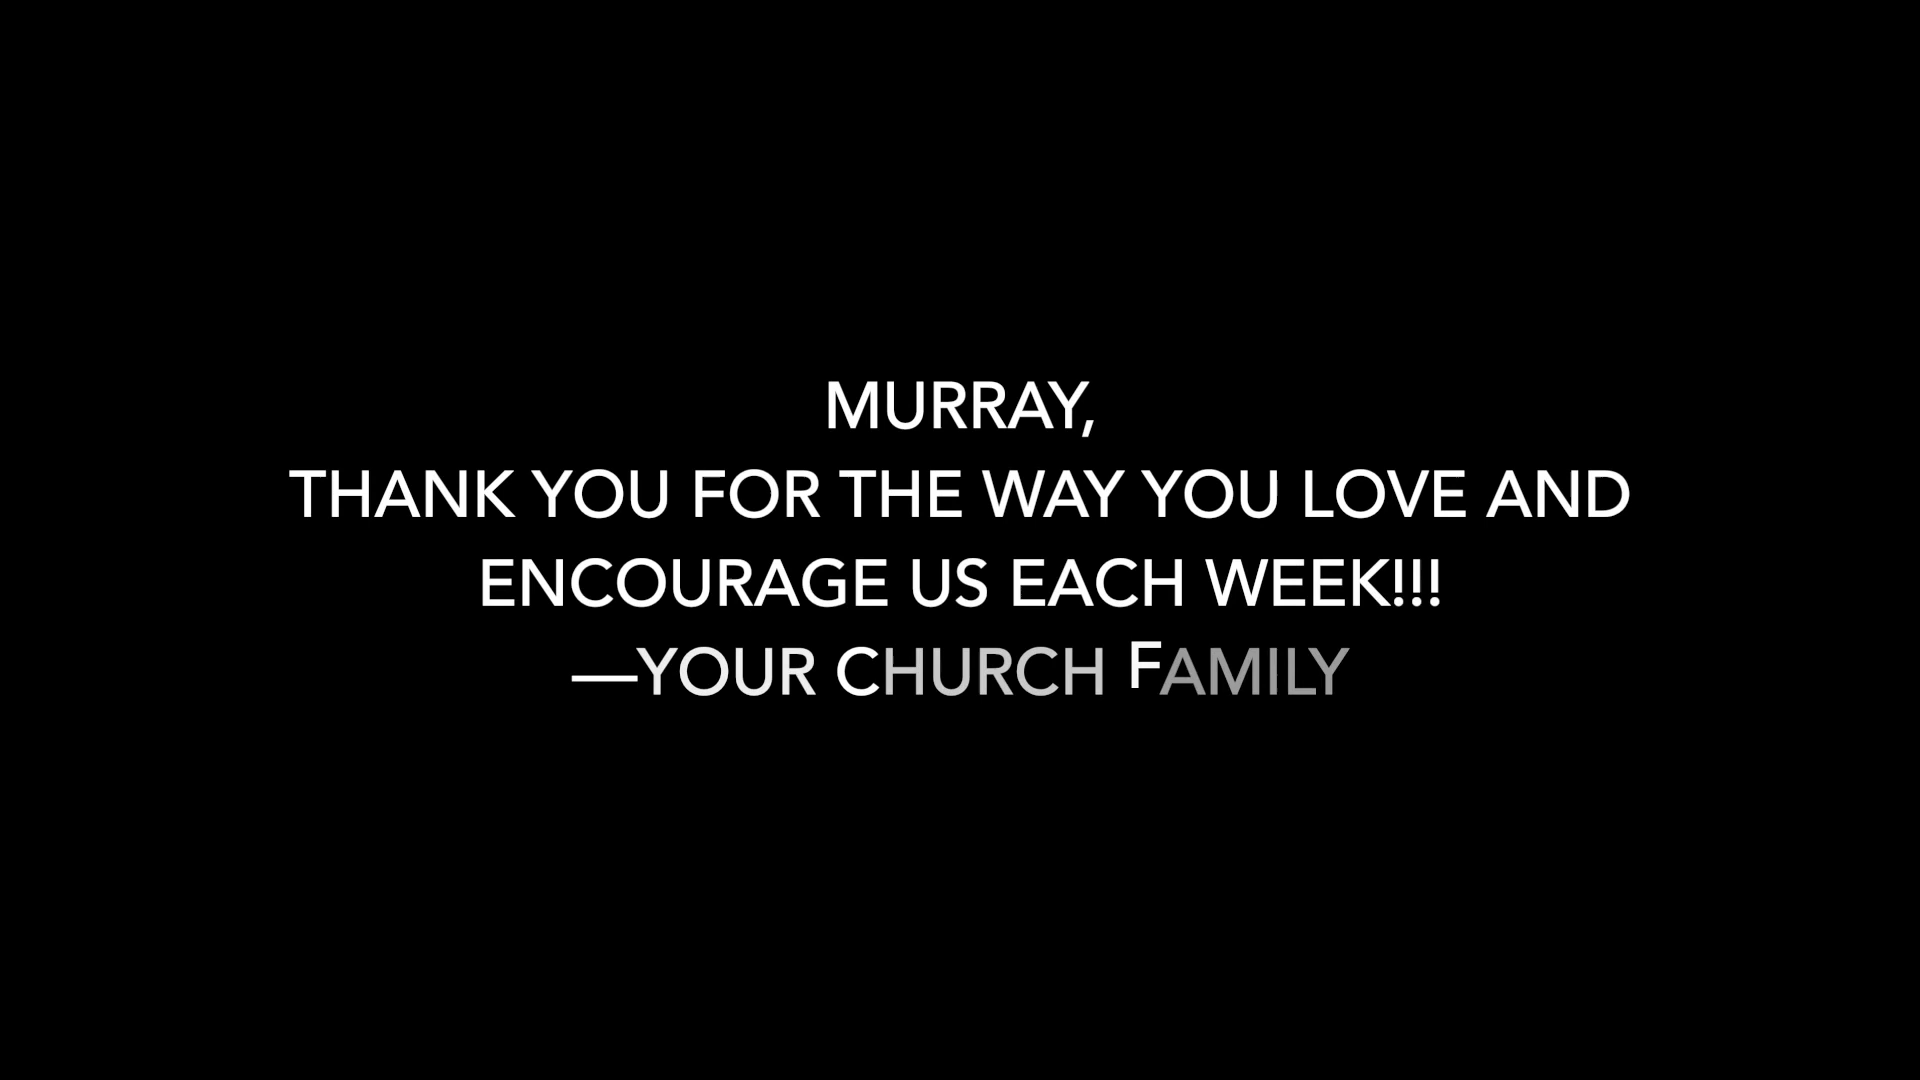 MURRAY,
THANK YOU FOR THE WAY YOU LOVE AND
ENCOURAGE US EACH WEEK!!!
—YOUR CHURCH FAMILY